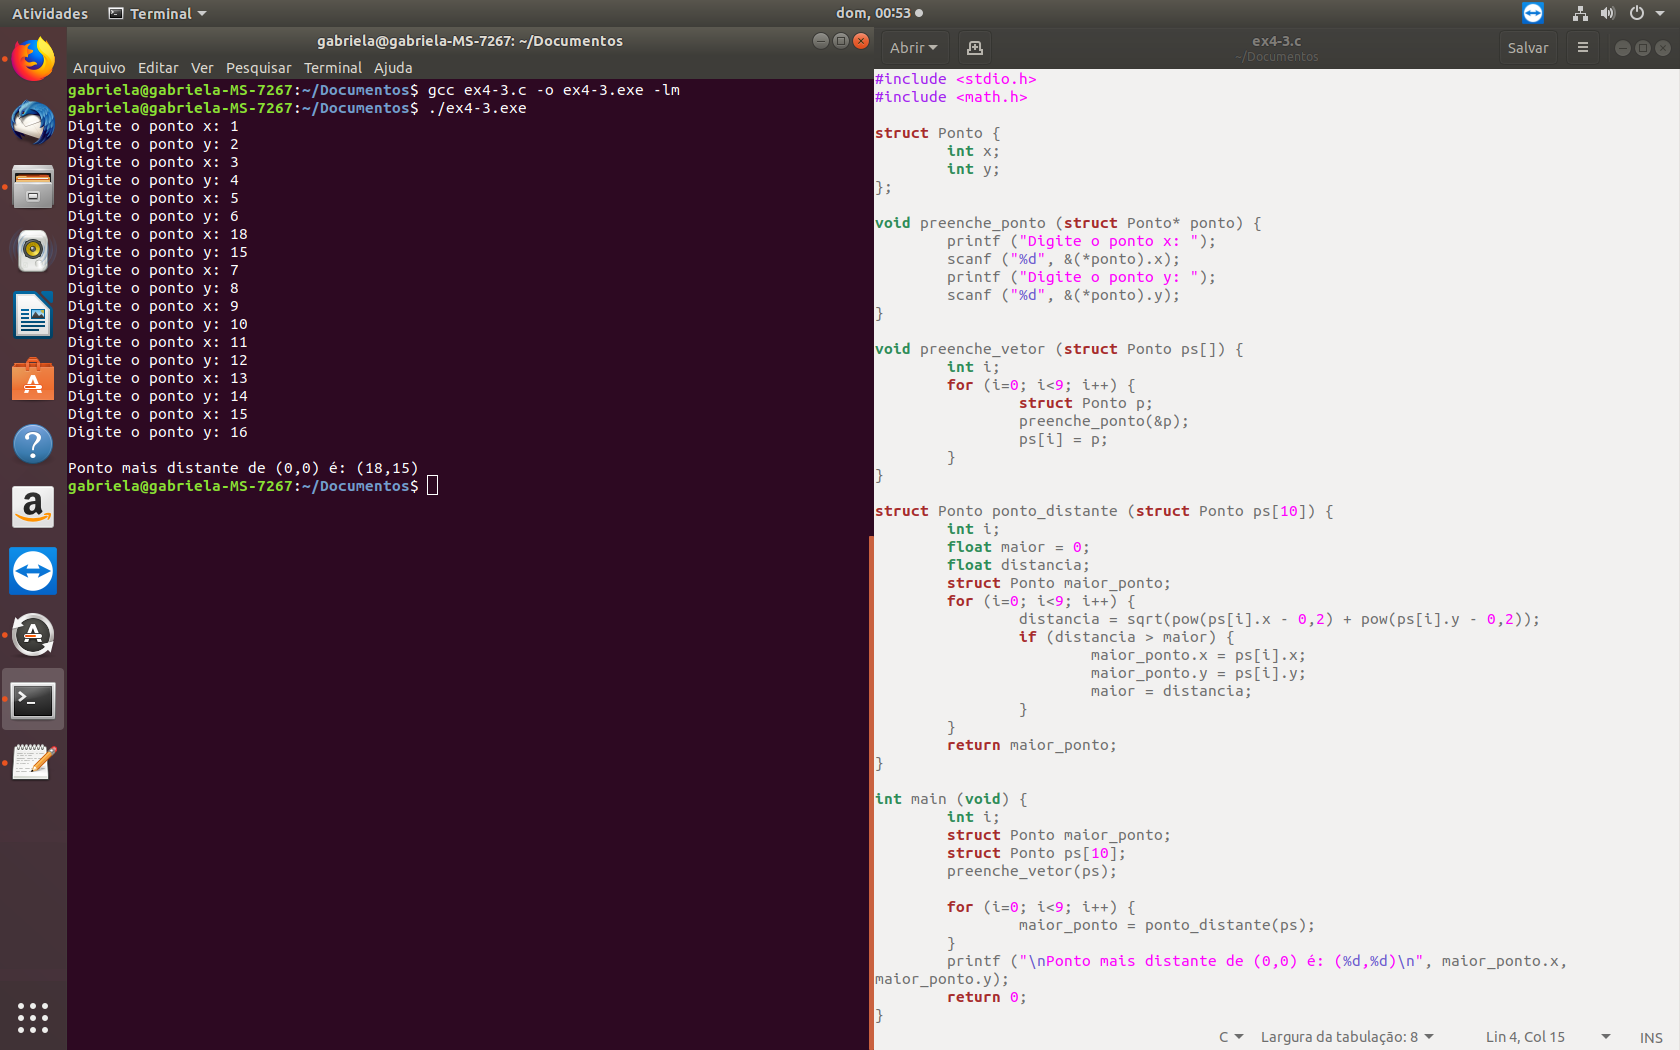 Atividades Terminal dom, 00:53
gabriela@gabriela-MS-7267: ~/Documentos
Arquivo Editar Ver Pesquisar Terminal Ajuda
gabriela@gabriela-MS-7267:~/Documentos$ gcc ex4-3.c -o ex4-3.exe -lm
gabriela@gabriela-MS-7267:~/Documentos$ ./ex4-3.exe
Digite o ponto x: 1
Digite o ponto y: 2
Digite o ponto x: 3
Digite o ponto y: 4
Digite o ponto x: 5
Digite o ponto y: 6
Digite o ponto x: 18
Digite o ponto y: 15
Digite o ponto x: 7
Digite o ponto y: 8
Digite o ponto x: 9
Digite o ponto y: 10
Digite o ponto x: 11
Digite o ponto y: 12
Digite o ponto x: 13
Digite o ponto y: 14
Digite o ponto x: 15
Digite o ponto y: 16
Ponto mais distante de (0,0) é: (18,15)
gabriela@gabriela-MS-7267:~/Documentos$
Abrir ex4-3.c Salvar
~/Documentos
#include <stdio.h>
#include <math.h>
struct Ponto {
int x;
int y;
};
void preenche_ponto (struct Ponto* ponto) {
printf ("Digite o ponto x: ");
scanf ("%d", &(*ponto).x);
printf ("Digite o ponto y: ");
scanf ("%d", &(*ponto).y);
}
void preenche_vetor (struct Ponto ps[]) {
int i;
for (i=0; i<9; i++) {
struct Ponto p;
preenche_ponto(&p);
ps[i] = p;
}
}
struct Ponto ponto_distante (struct Ponto ps[10]) {
int i;
float maior = 0;
float distancia;
struct Ponto maior_ponto;
for (i=0; i<9; i++) {
distancia = sqrt(pow(ps[i].x - 0,2) + pow(ps[i].y - 0,2));
if (distancia > maior) {
maior_ponto.x = ps[i].x;
maior_ponto.y = ps[i].y;
maior = distancia;
}
}
return maior_ponto;
}
int main (void) {
int i;
struct Ponto maior_ponto;
struct Ponto ps[10];
preenche_vetor(ps);
for (i=0; i<9; i++) {
maior_ponto = ponto_distante(ps);
}
printf ("\nPonto mais distante de (0,0) é: (%d,%d)\n", maior_ponto.x,
maior_ponto.y);
return 0;
}
C Largura da tabulação: 8 Lin 4, Col 15 INS